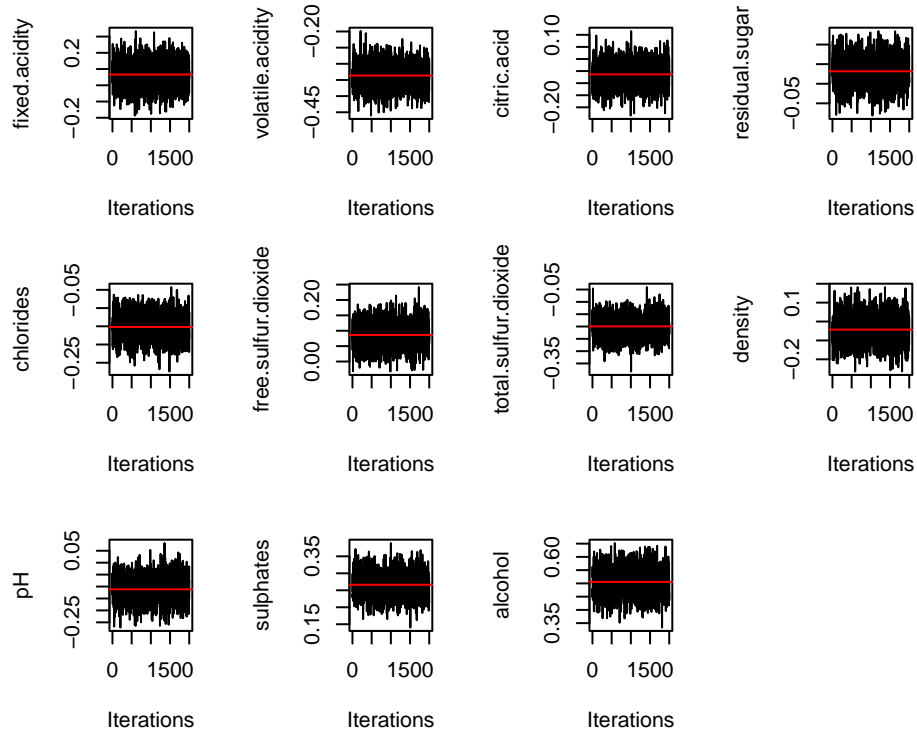 fixed.acidity
−0.2
0.2
0
1500
Iterations
volatile.acidity
−0.45
−0.20
0
1500
Iterations
citric.acid
−0.20
0.10
0
1500
Iterations
residual.sugar
−0.05
0
1500
Iterations
chlorides
−0.25
−0.05
0
1500
Iterations
free.sulfur.dioxide
0.00
0.20
0
1500
Iterations
total.sulfur.dioxide
−0.35
−0.05
0
1500
Iterations
density
−0.2
0.1
0
1500
Iterations
pH
−0.25
0.05
0
1500
Iterations
sulphates
0.15
0.35
0
1500
Iterations
alcohol
0.35
0.60
0
1500
Iterations